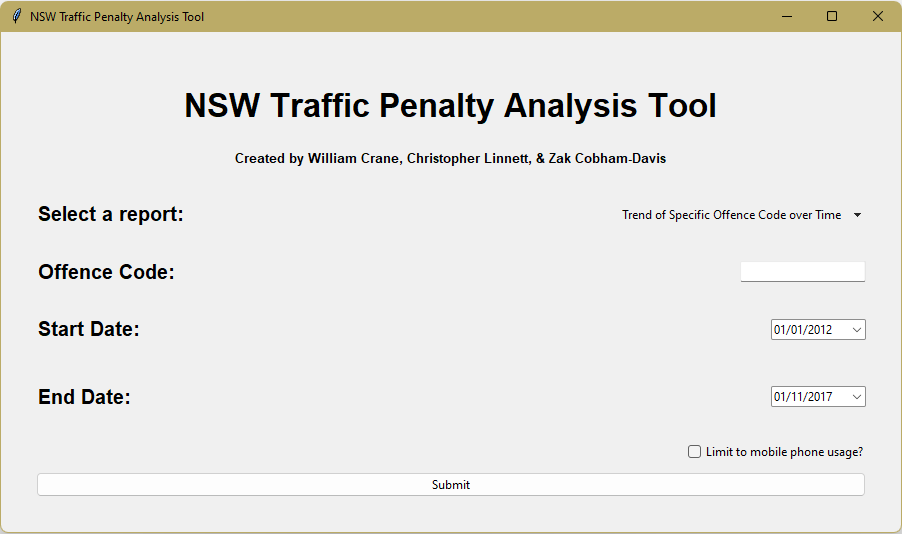 NSW Traffic Penalty Analysis Tool
NSW Traffic Penalty Analysis Tool
Created by William Crane, Christopher Linnett, & Zak Cobham-Davis
Select a report: Trend of Specific Offence Code over Time
Offence Code:
Start Date: 01/01/2012
End Date: 01/11/2017
Limit to mobile phone usage?
Submit